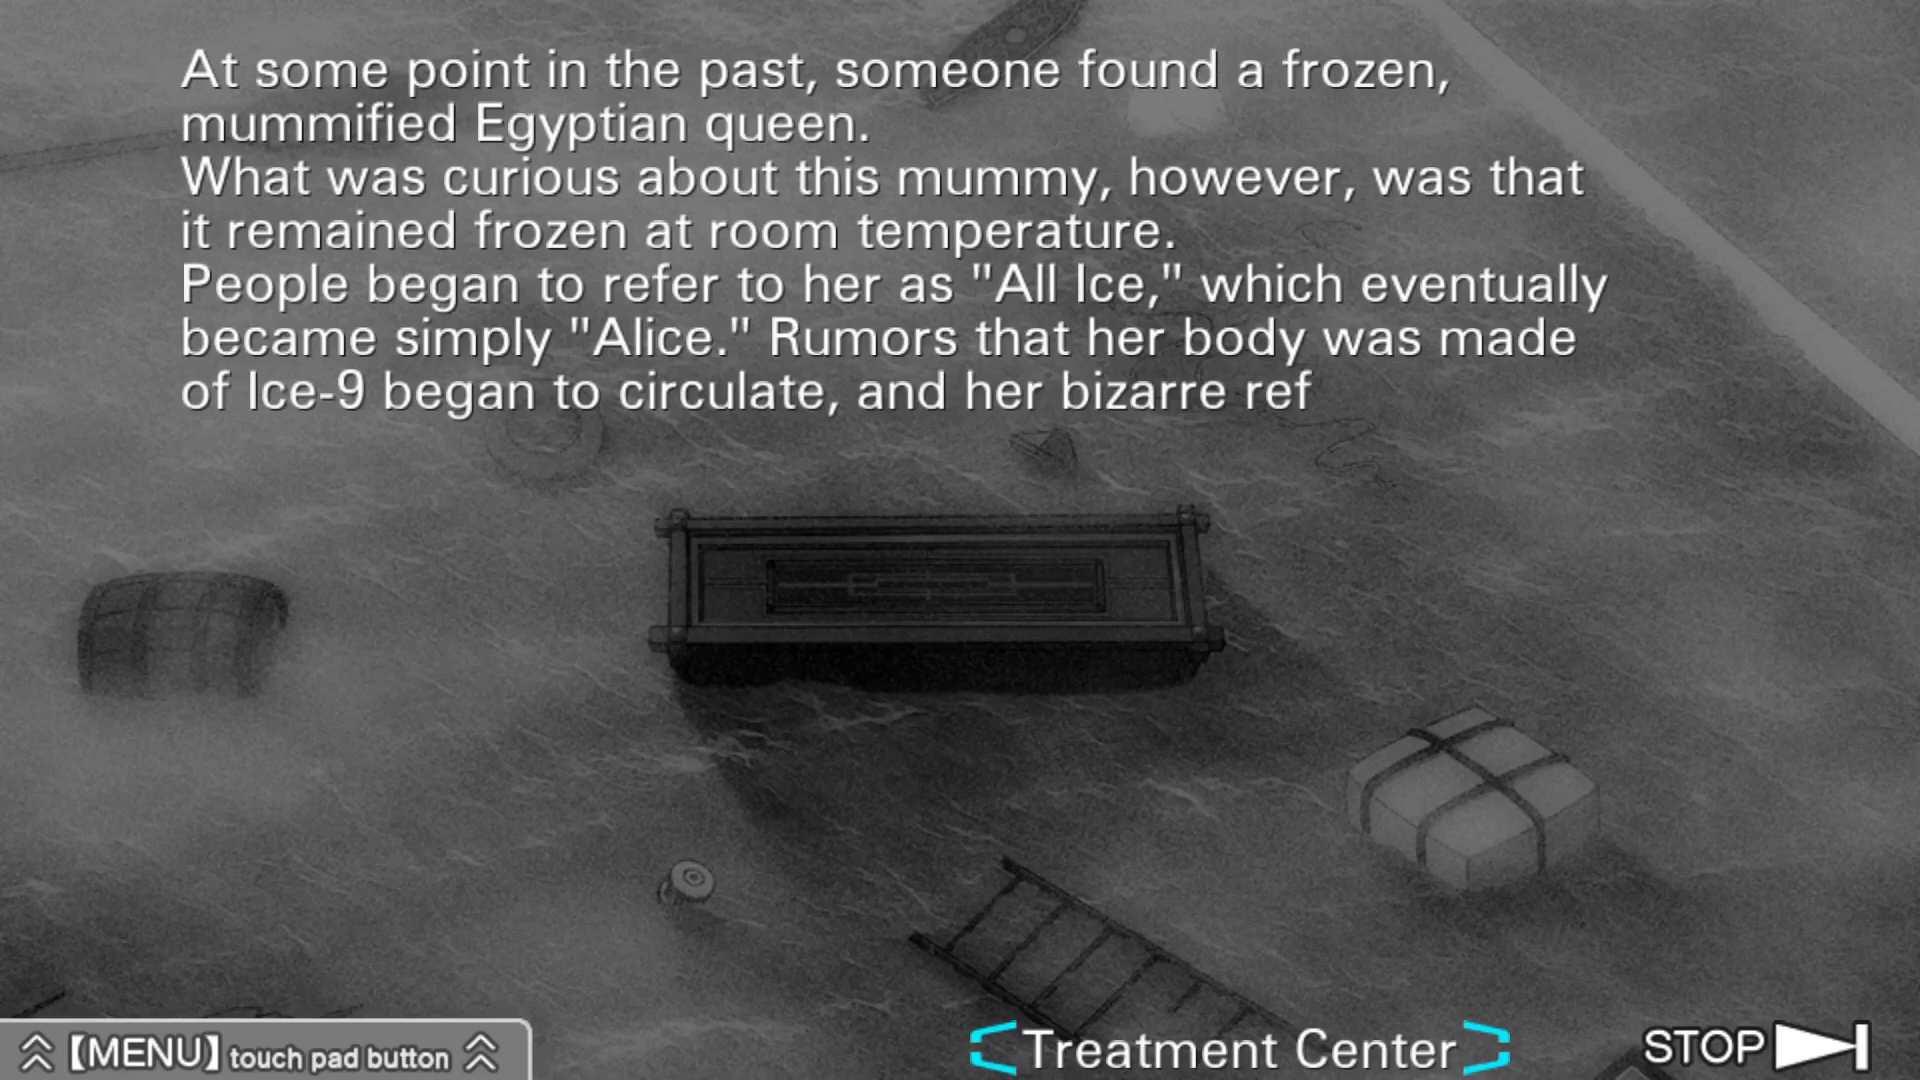 At some point in the past, someone found a frozen,
mummified Egyptian queen.
What was curious about this mummy, however, was that
it remained frozen at room temperature.
People began to refer to her as "All Ice," which eventually
became simply "Alice." Rumors that her body was made
of Ice-9 began to circulate, and her bizarre ref
【MENU】 touch pad button
Treatment Center
STOP